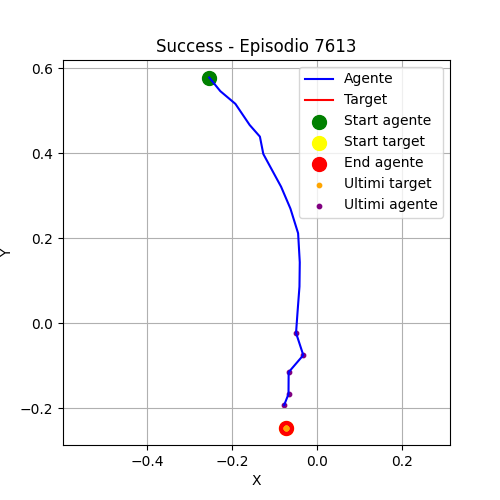 Success - Episodio 7613
Agente
Target
Start agente
Start target
End agente
Ultimi target
Ultimi agente
Y
0.6
0.4
0.2
0.0
−0.2
−0.4
−0.2
0.0
0.2
X